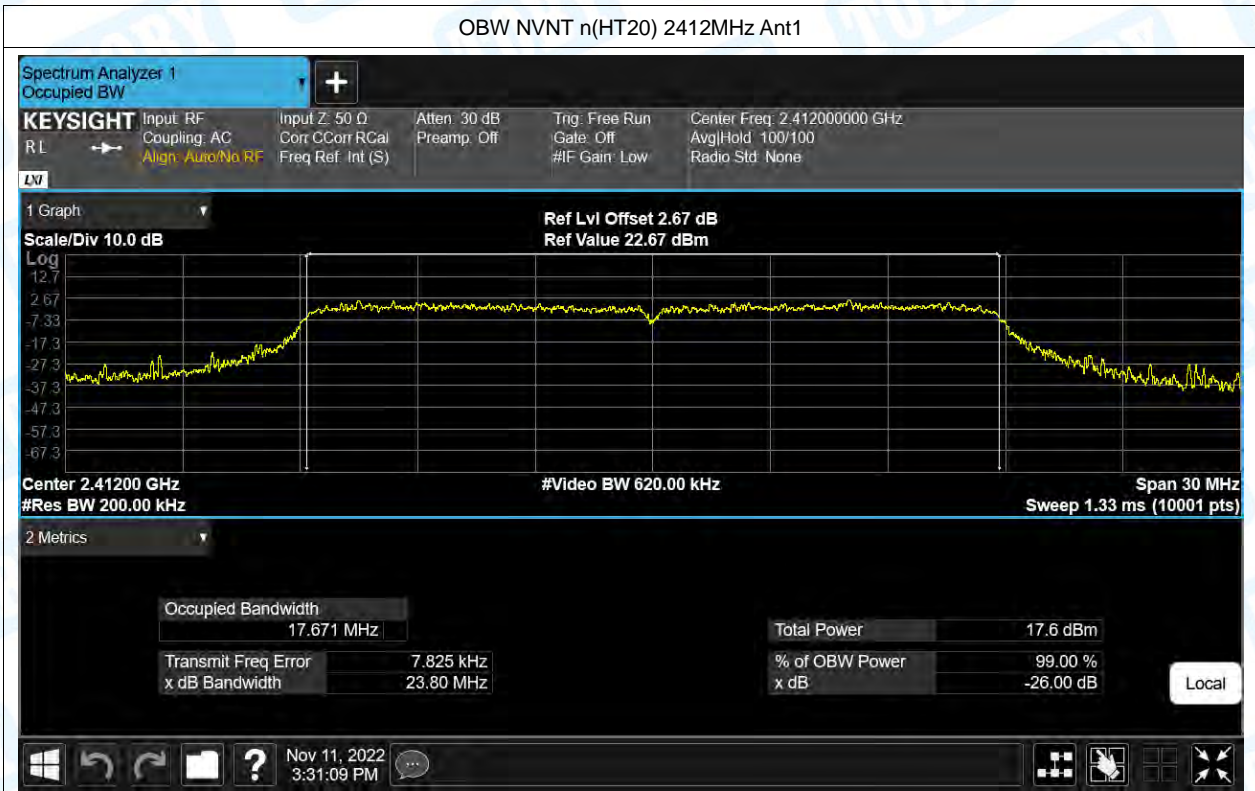 OBW NVNT n(HT20) 2412MHz Ant1
Spectrum Analyzer 1
Occupied BW
+
KEYSIGHT
R L
LXI
Input: RF
Coupling: AC
Align: Auto/No RF
Input Z: 50 Ω
Corr CCorr RCal
Freq Ref: Int (S)
Atten: 30 dB
Preamp: Off
Trig: Free Run
Gate: Off
#IF Gain: Low
Center Freq: 2.412000000 GHz
Avg|Hold: 100/100
Radio Std: None
1 Graph
Scale/Div 10.0 dB
Ref Lvl Offset 2.67 dB
Ref Value 22.67 dBm
Log
12.7
2.67
-7.33
-17.3
-27.3
-37.3
-47.3
-57.3
-67.3
Center 2.41200 GHz
#Video BW 620.00 kHz
Span 30 MHz
#Res BW 200.00 kHz
Sweep 1.33 ms (10001 pts)
2 Metrics
Occupied Bandwidth
17.671 MHz
Transmit Freq Error 7.825 kHz
x dB Bandwidth 23.80 MHz
Total Power 17.6 dBm
% of OBW Power 99.00 %
x dB -26.00 dB
Local
?
Nov 11, 2022
3:31:09 PM